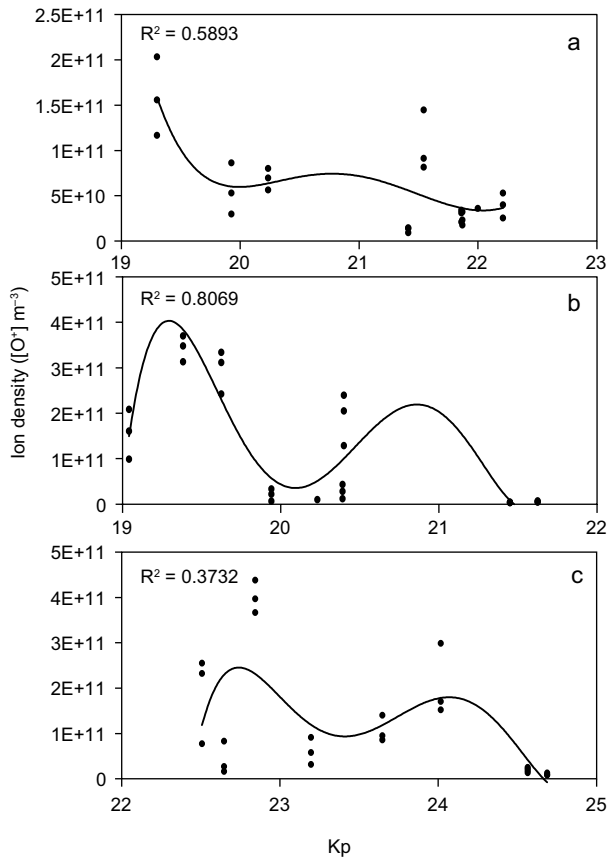 2.5E+11
R² = 0.5893
a
2E+11
1.5E+11
1E+11
5E+10
0
19 20 21 22 23
5E+11
R² = 0.8069
b
4E+11
3E+11
2E+11
1E+11
0
19 20 21 22
Ion density ([O⁺] m⁻³)
5E+11
R² = 0.3732
c
4E+11
3E+11
2E+11
1E+11
0
22 23 24 25
Kp